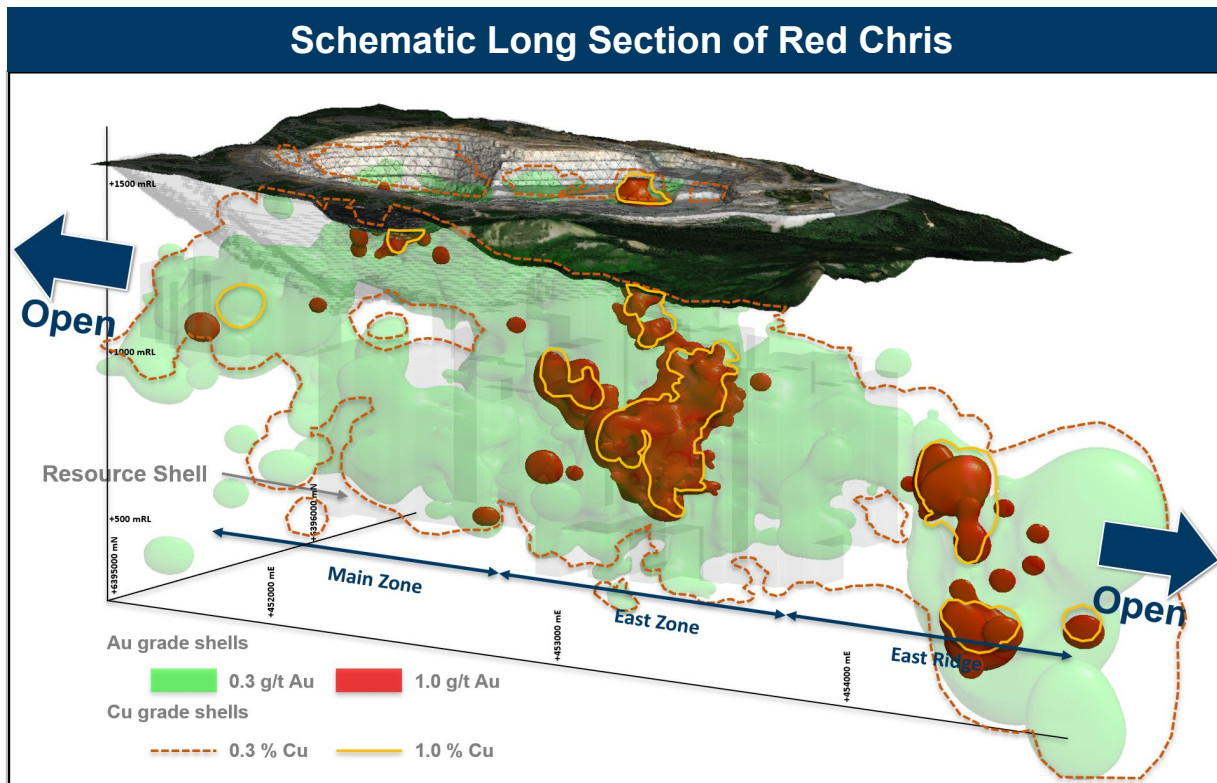 Schematic Long Section of Red Chris
+1500 mRL
Open
+1000 mRL
Resource Shell
+500 mRL
+6396000 mN
+6395000 mN
+452000 mE
Main Zone
+453000 mE
East Zone
+454000 mE
East Ridge
Open
Au grade shells
0.3 g/t Au
1.0 g/t Au
Cu grade shells
0.3 % Cu
1.0 % Cu